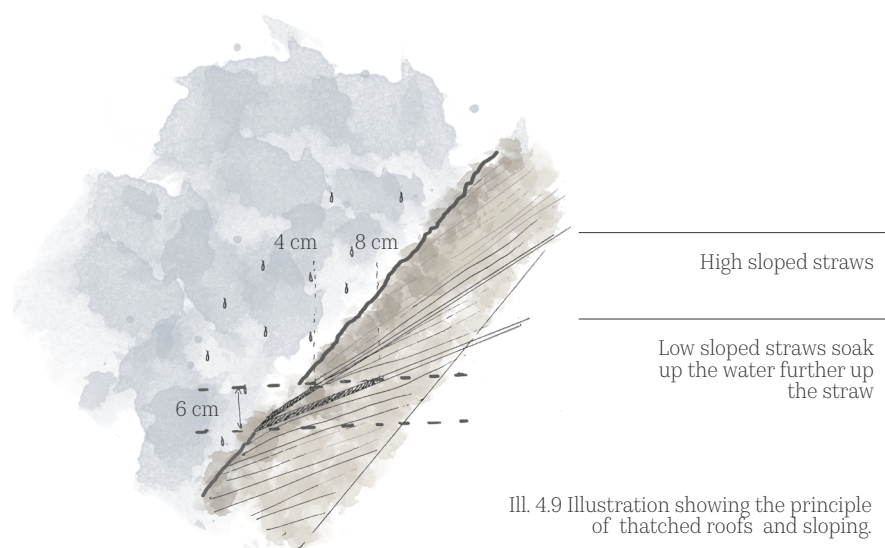 4 cm 8 cm
High sloped straws
Low sloped straws soak
up the water further up
the straw
6 cm
Ill. 4.9 Illustration showing the principle
of thatched roofs and sloping.